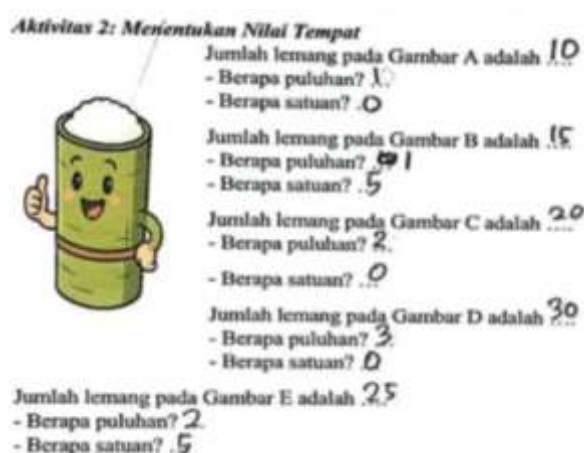 Aktivitas 2: Menentukan Nilai Tempat
Jumlah lemang pada Gambar A adalah 10
- Berapa puluhan? 1
- Berapa satuan? 0
Jumlah lemang pada Gambar B adalah 15
- Berapa puluhan? 1
- Berapa satuan? 5
Jumlah lemang pada Gambar C adalah 20
- Berapa puluhan? 2
- Berapa satuan? 0
Jumlah lemang pada Gambar D adalah 30
- Berapa puluhan? 3
- Berapa satuan? 0
Jumlah lemang pada Gambar E adalah 25
- Berapa puluhan? 2
- Berapa satuan? 5